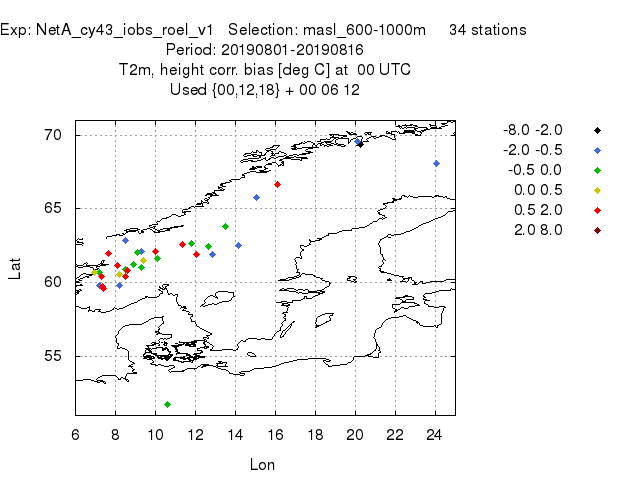 Exp: NetA_cy43_iobs_roel_v1 Selection: masl_600-1000m 34 stations
Period: 20190801-20190816
T2m, height corr. bias [deg C] at 00 UTC
Used {00,12,18} + 00 06 12
-8.0 -2.0
-2.0 -0.5
-0.5 0.0
0.0 0.5
0.5 2.0
2.0 8.0
70
65
60
55
Lat
6 8 10 12 14 16 18 20 22 24
Lon